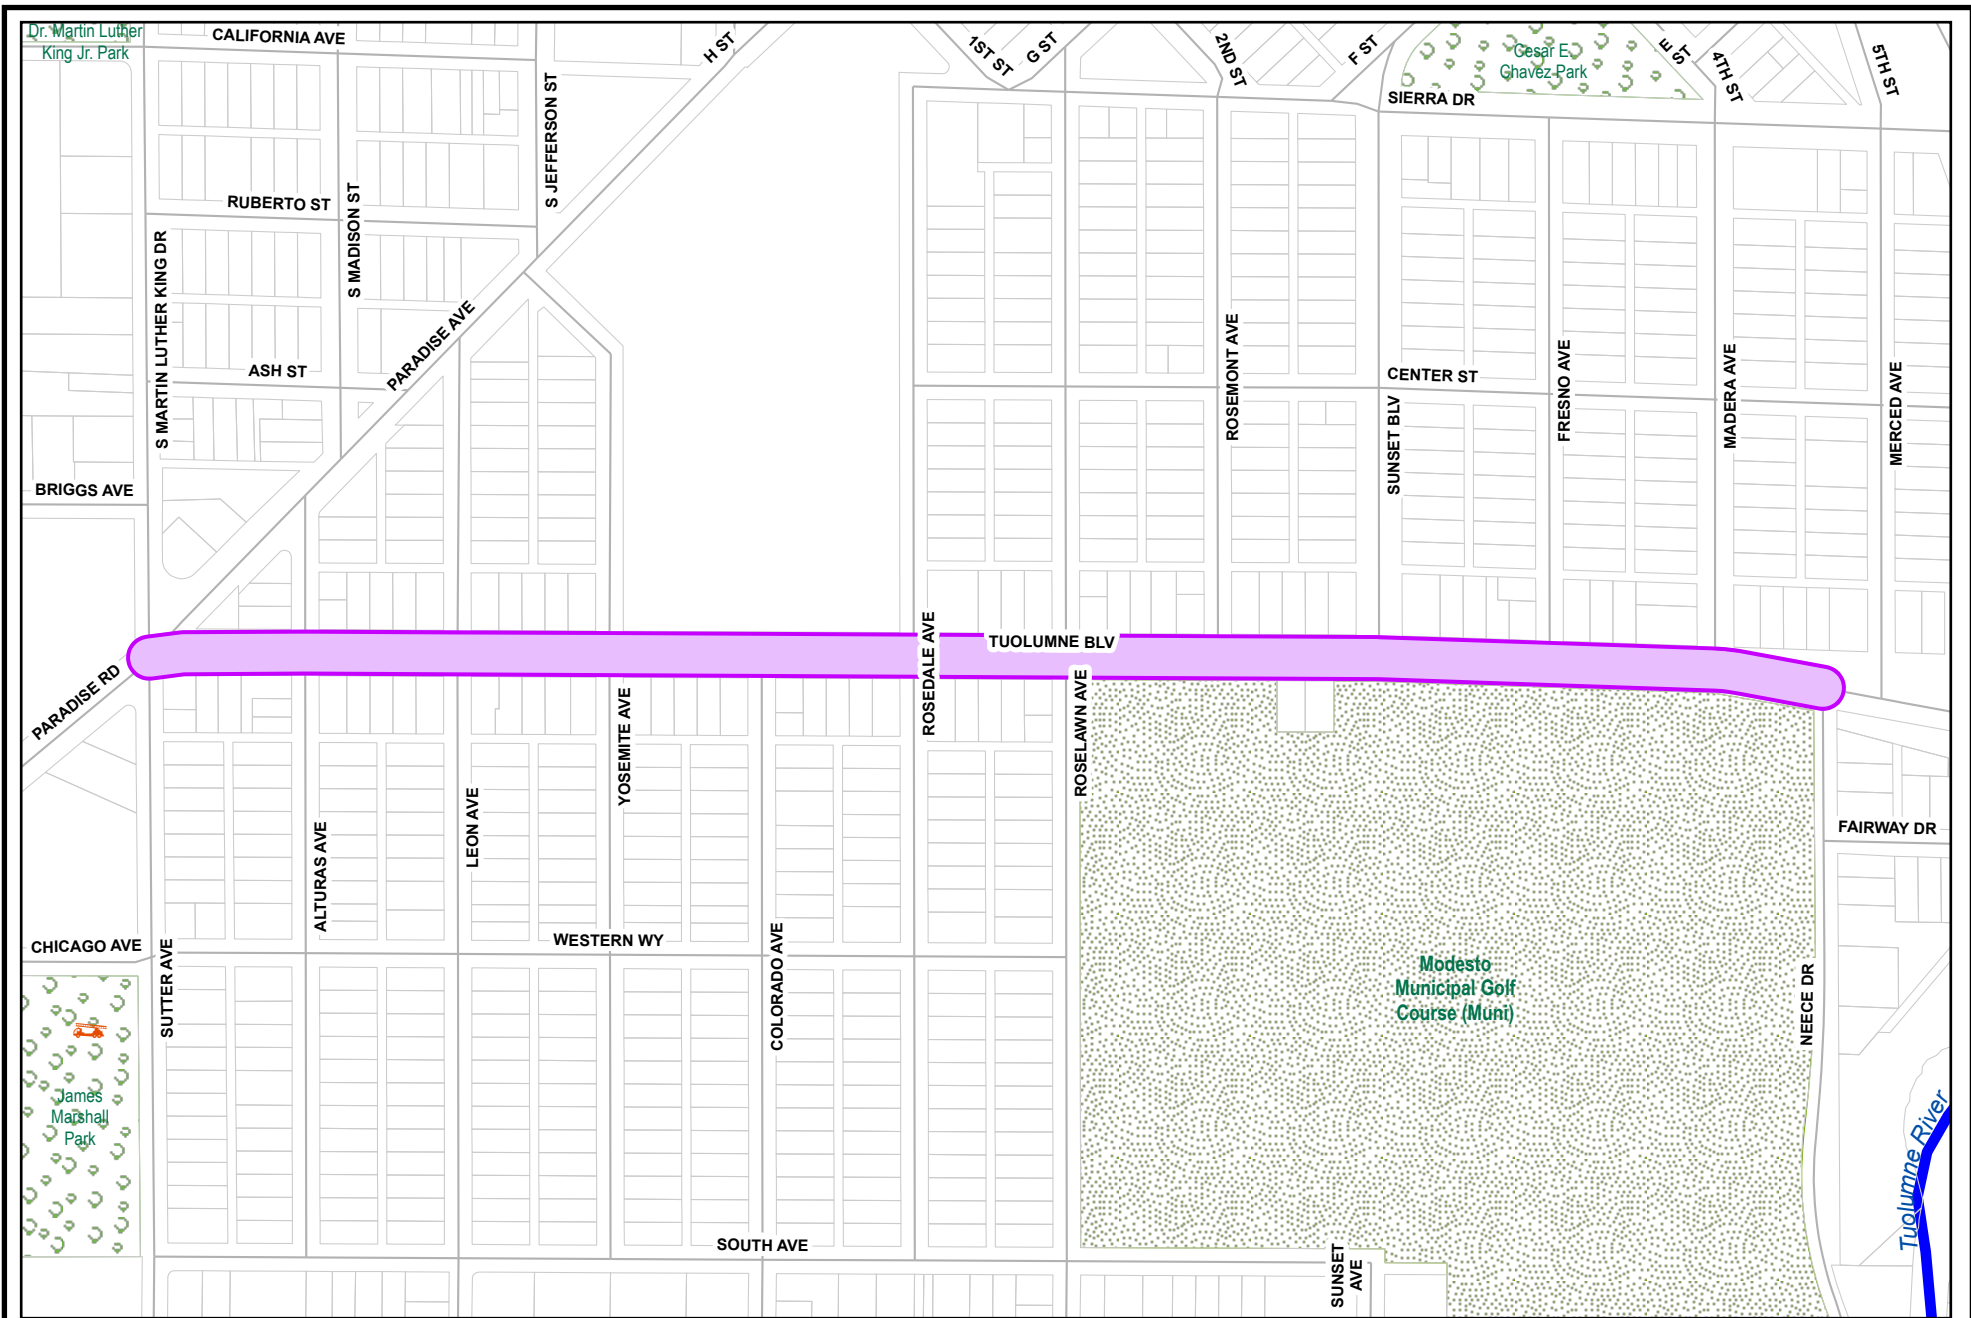 Dr. Martin Luther
King Jr. Park
CALIFORNIA AVE
H ST
1ST ST
G ST
2ND ST
F ST
Cesar E.
Chavez Park
E ST
4TH ST
5TH ST
SIERRA DR
S JEFFERSON ST
RUBERTO ST
S MADISON ST
S MARTIN LUTHER KING DR
PARADISE AVE
ASH ST
ROSEMONT AVE
CENTER ST
SUNSET BLV
FRESNO AVE
MADERA AVE
MERCED AVE
BRIGGS AVE
TUOLUMNE BLV
ROSEDALE AVE
PARADISE RD
YOSEMITE AVE
ROSELAWN AVE
LEON AVE
ALTURAS AVE
FAIRWAY DR
CHICAGO AVE
WESTERN WY
SUTTER AVE
COLORADO AVE
Modesto
Municipal Golf
Course (Muni)
NEECE DR
James
Marshall
Park
Tuolumne River
SOUTH AVE
SUNSET
AVE